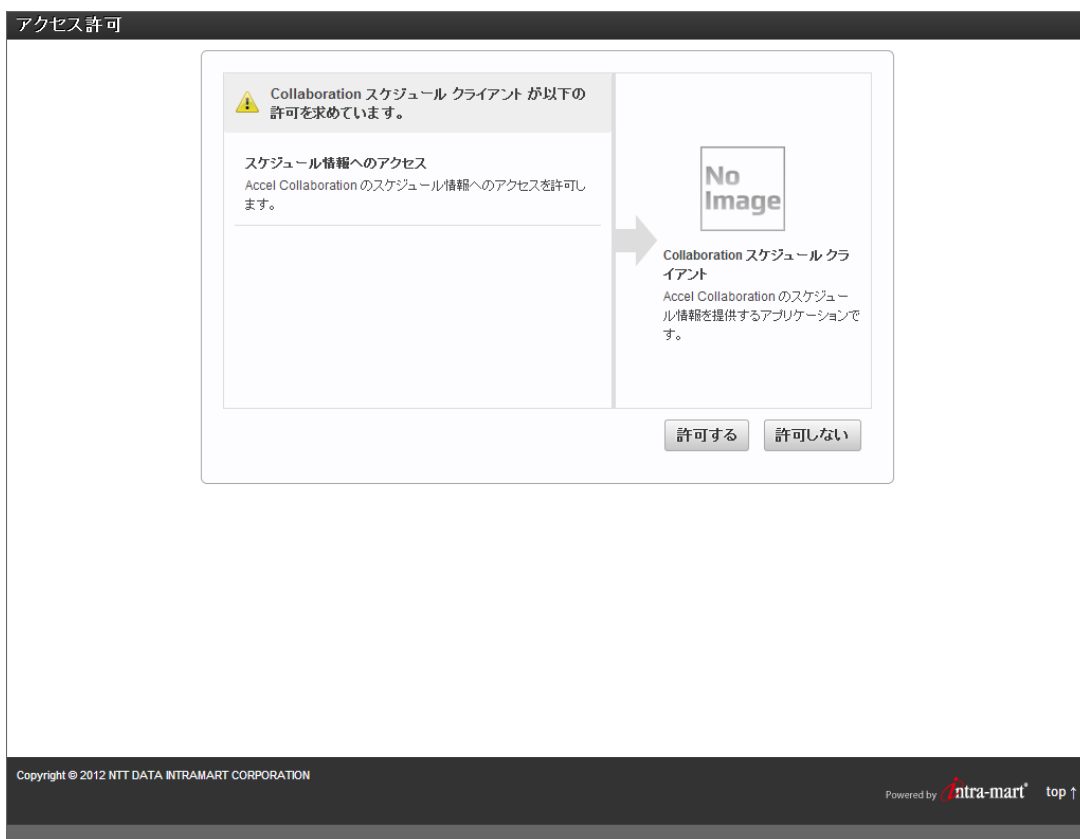 アクセス許可
Collaboration スケジュール クライアント が以下の
許可を求めています。
スケジュール情報へのアクセス
Accel Collaboration のスケジュール情報へのアクセスを許可し
ます。
No
Image
Collaboration スケジュール クラ
イアント
Accel Collaboration のスケジュー
ル情報を提供するアプリケーションで
す。
許可する
許可しない
Copyright © 2012 NTT DATA INTRAMART CORPORATION
Powered by intra-mart® top ↑